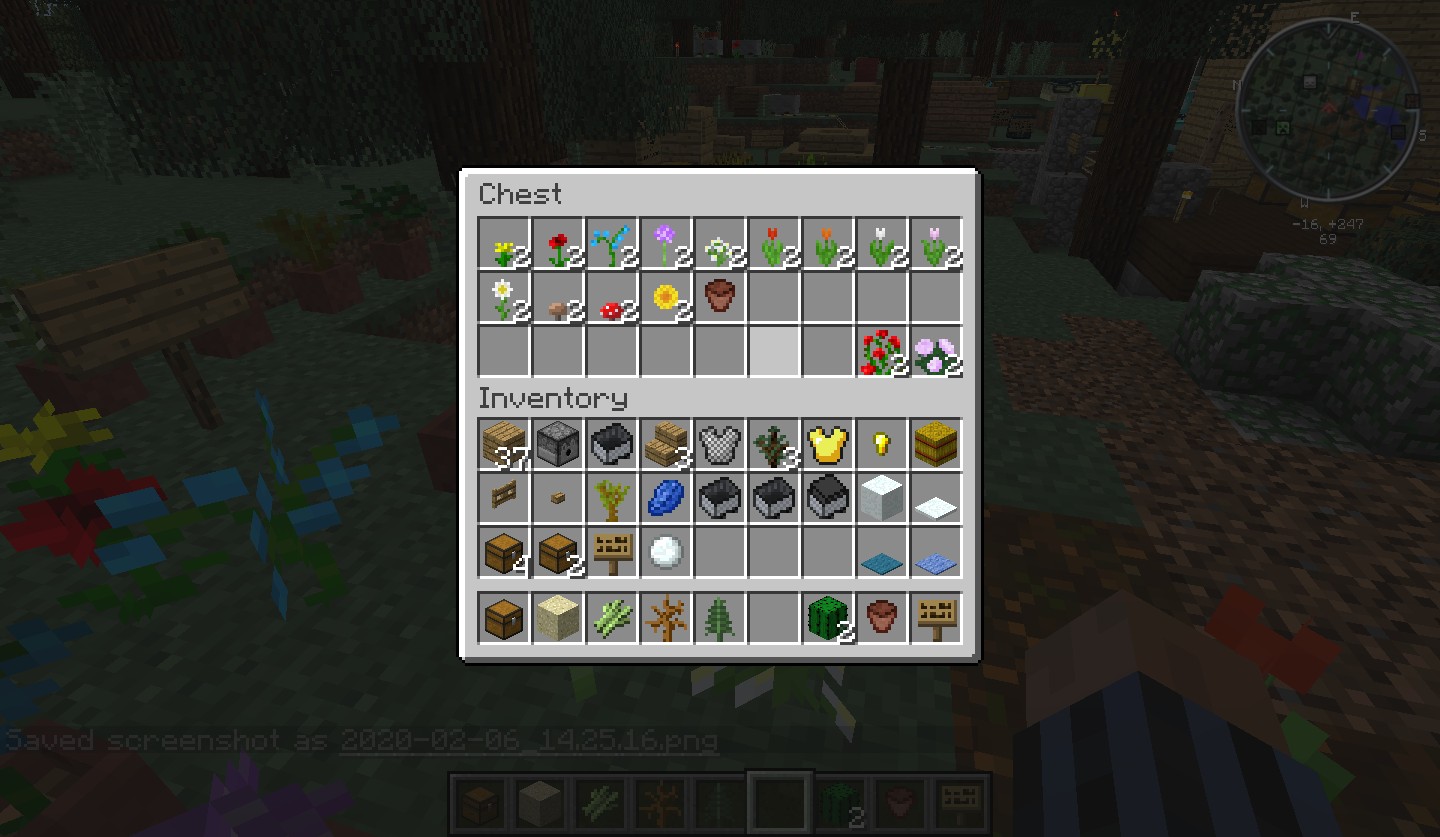 E
N
S
W
-16, +247
69
Chest
2 2 2 2 2 2 2 2 2
2 2 2 2
2 2
Inventory
37 3 3
4 2
2
Saved screenshot as 2020-02-06_14.25.16.png
2